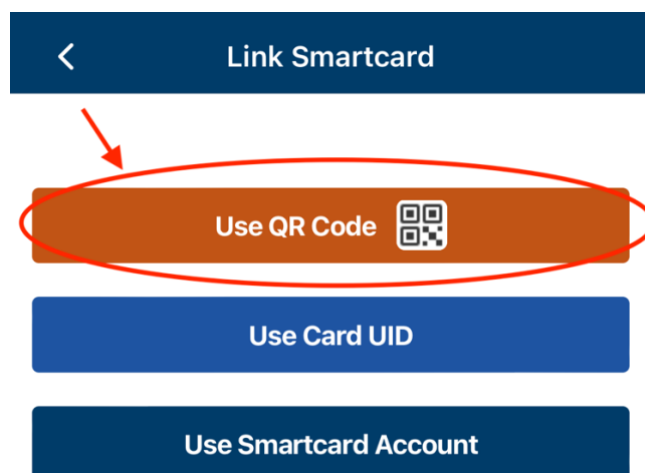 Link Smartcard
Use QR Code
Use Card UID
Use Smartcard Account